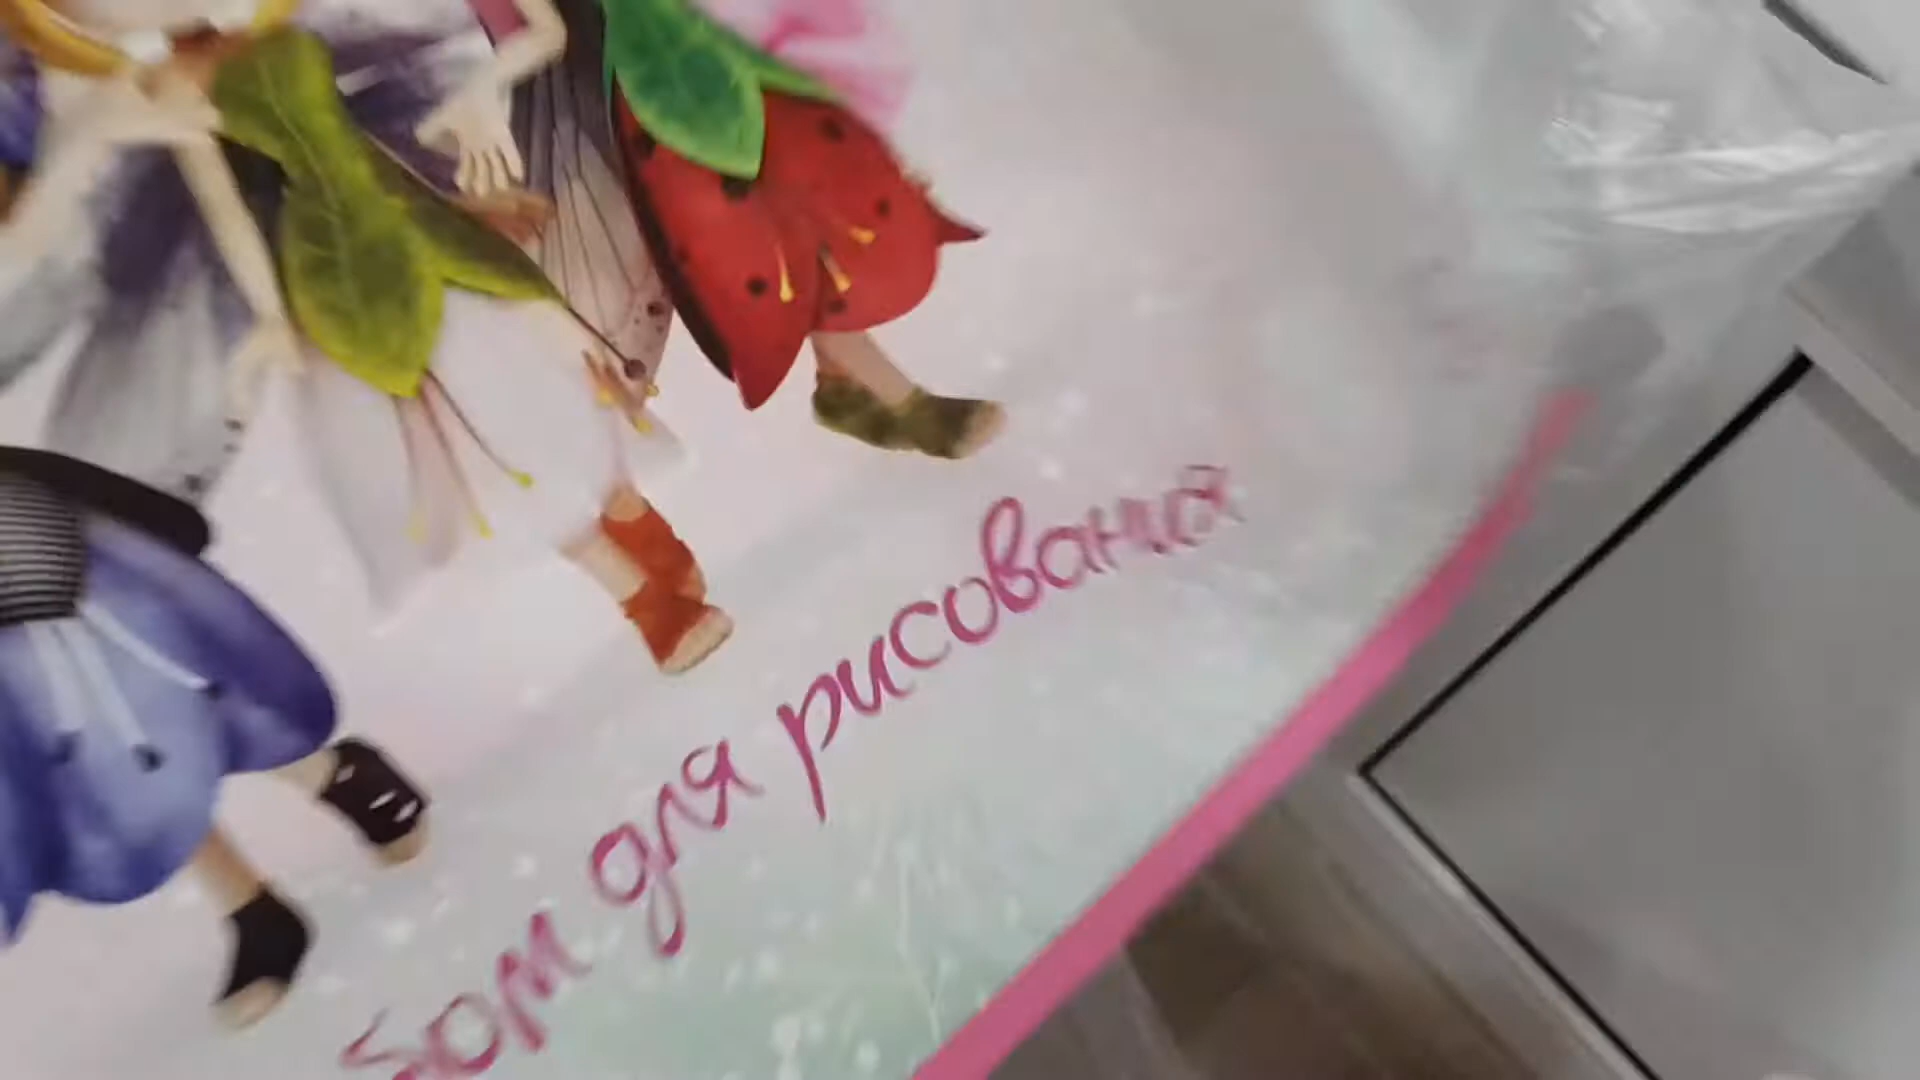 бом для рисования